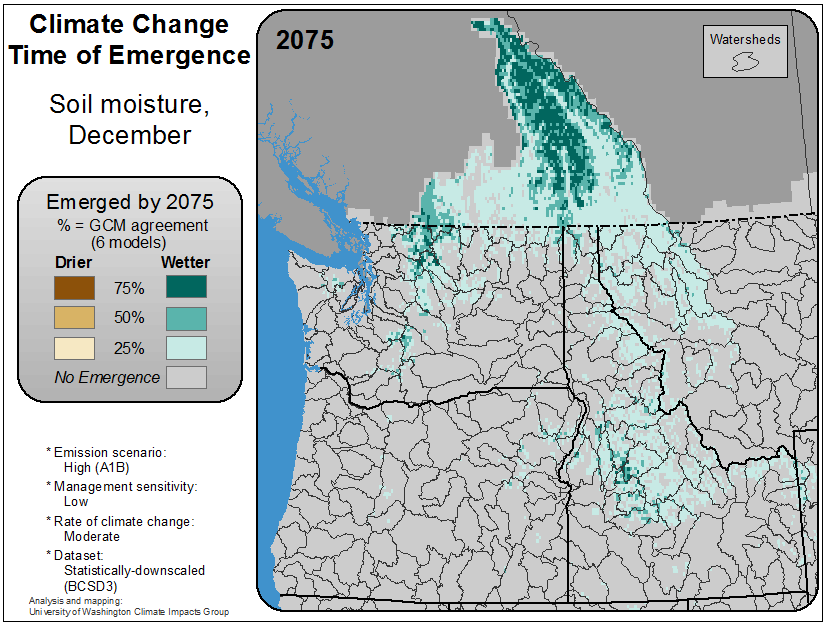 Climate Change
Time of Emergence
Soil moisture,
December
Emerged by 2075
% = GCM agreement
(6 models)
Drier
Wetter
75%
50%
25%
No Emergence
* Emission scenario:
High (A1B)
* Management sensitivity:
Low
* Rate of climate change:
Moderate
* Dataset:
Statistically-downscaled
(BCSD3)
Analysis and mapping:
University of Washington Climate Impacts Group
2075
Watersheds